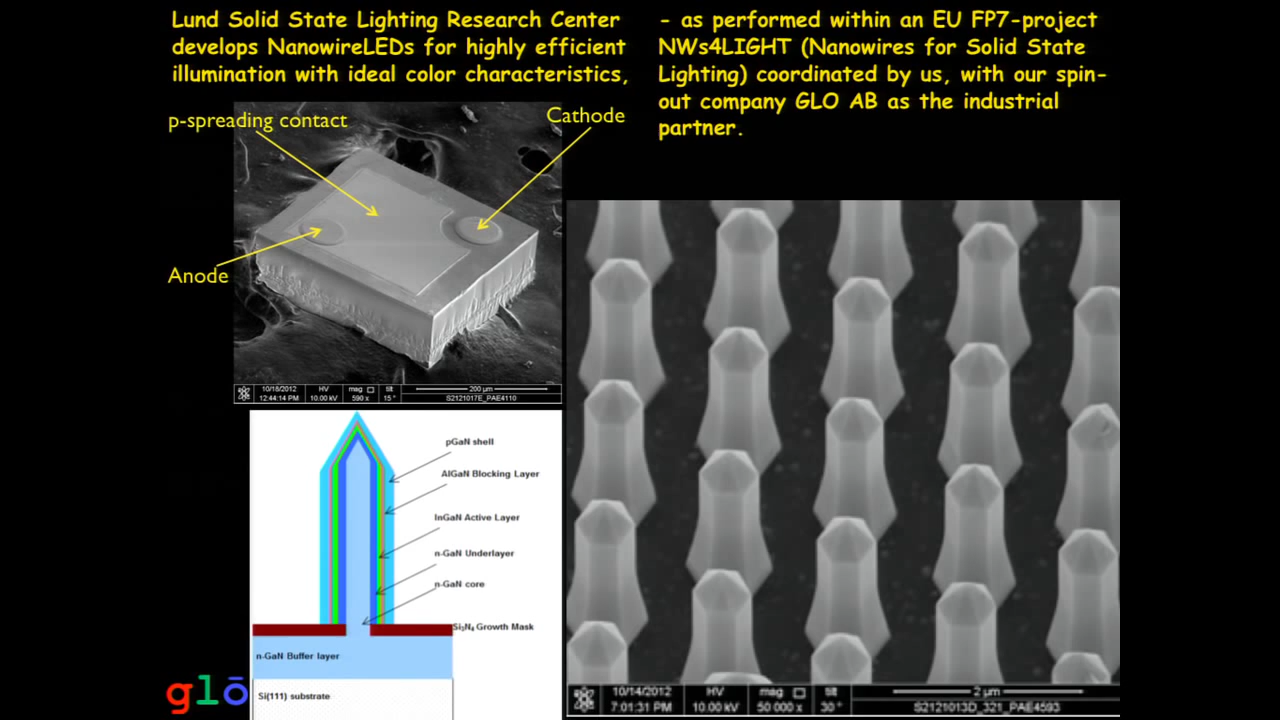 Lund Solid State Lighting Research Center
develops NanowireLEDs for highly efficient
illumination with ideal color characteristics,
- as performed within an EU FP7-project
NWs4LIGHT (Nanowires for Solid State
Lighting) coordinated by us, with our spin-
out company GLO AB as the industrial
partner.
p-spreading contact
Cathode
Anode
10/18/2012 HV mag tilt 200 µm
12:44:14 PM 10.00 kV 590 x 15 ° S2121017E_PAE4110
pGaN shell
AlGaN Blocking Layer
InGaN Active Layer
n-GaN Underlayer
n-GaN core
Si₃N₄ Growth Mask
n-GaN Buffer layer
Si(111) substrate
glō
10/14/2012 HV mag tilt 2 µm
7:01:31 PM 10.00 kV 50 000 x 30 ° S2121013D_321_PAE4593